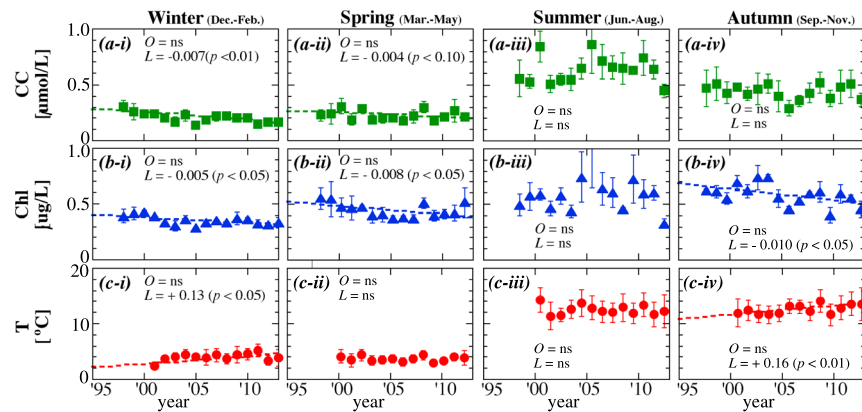 Winter (Dec.-Feb.) Spring (Mar.-May) Summer (Jun.-Aug.) Autumn (Sep.-Nov.)
CC
[μmol/L]
1.0
0.5
0
(a-i)
O = ns
L = -0.007(p <0.01)
(a-ii)
O = ns
L = - 0.004 (p < 0.10)
(a-iii)
O = ns
L = ns
(a-iv)
O = ns
L = ns
Chl
[ug/L]
1.0
0.5
0
(b-i)
O = ns
L = - 0.005 (p < 0.05)
(b-ii)
O = ns
L = - 0.008 (p < 0.05)
(b-iii)
O = ns
L = ns
(b-iv)
O = ns
L = - 0.010 (p < 0.05)
T
[°C]
20
10
0
(c-i)
O = ns
L = + 0.13 (p < 0.05)
(c-ii)
O = ns
L = ns
(c-iii)
O = ns
L = ns
(c-iv)
O = ns
L = + 0.16 (p < 0.01)
'95 '00 '05 '10 '95 '00 '05 '10 '95 '00 '05 '10 '95 '00 '05 '10
year year year year